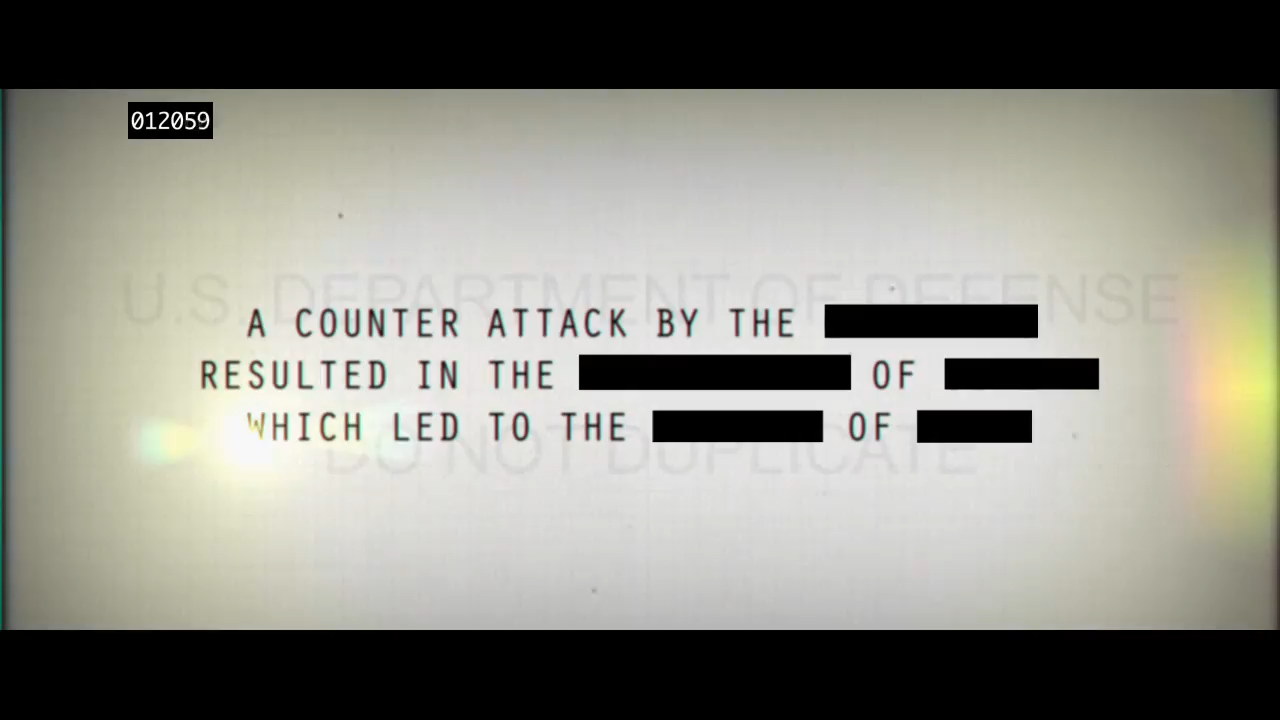 012059
U.S. DEPARTMENT OF DEFENSE
A COUNTER ATTACK BY THE
RESULTED IN THE OF
WHICH LED TO THE OF
DO NOT DUPLICATE